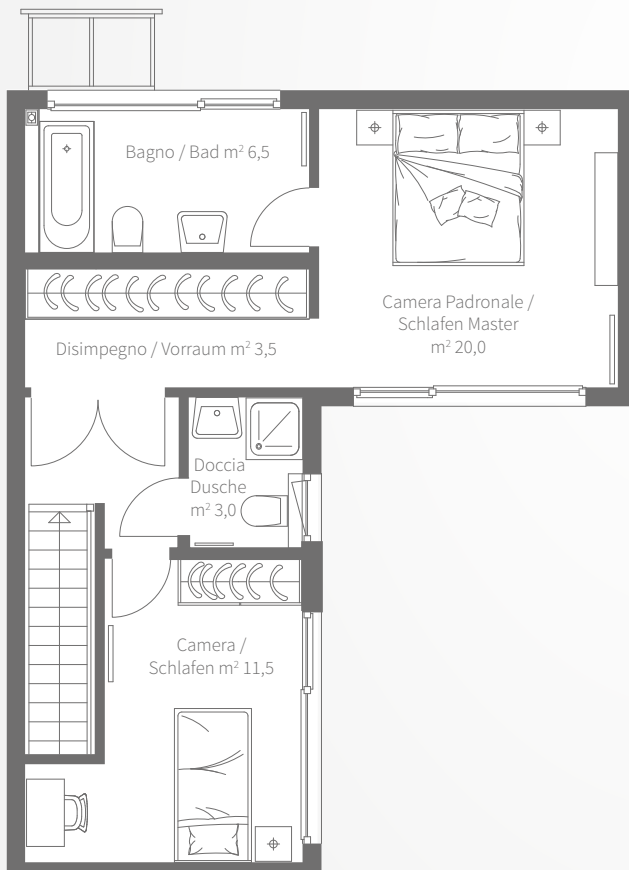 Bagno / Bad m² 6,5
Camera Padronale /
Schlafen Master
m² 20,0
Disimpegno / Vorraum m² 3,5
Doccia
Dusche
m² 3,0
Camera /
Schlafen m² 11,5